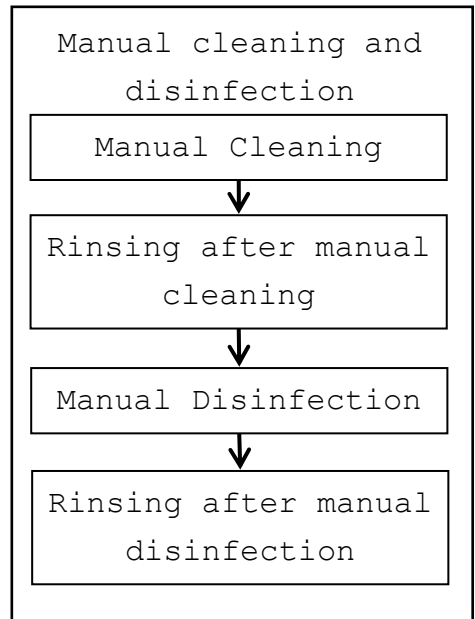 Manual cleaning and
disinfection
Manual Cleaning
Rinsing after manual
cleaning
Manual Disinfection
Rinsing after manual
disinfection